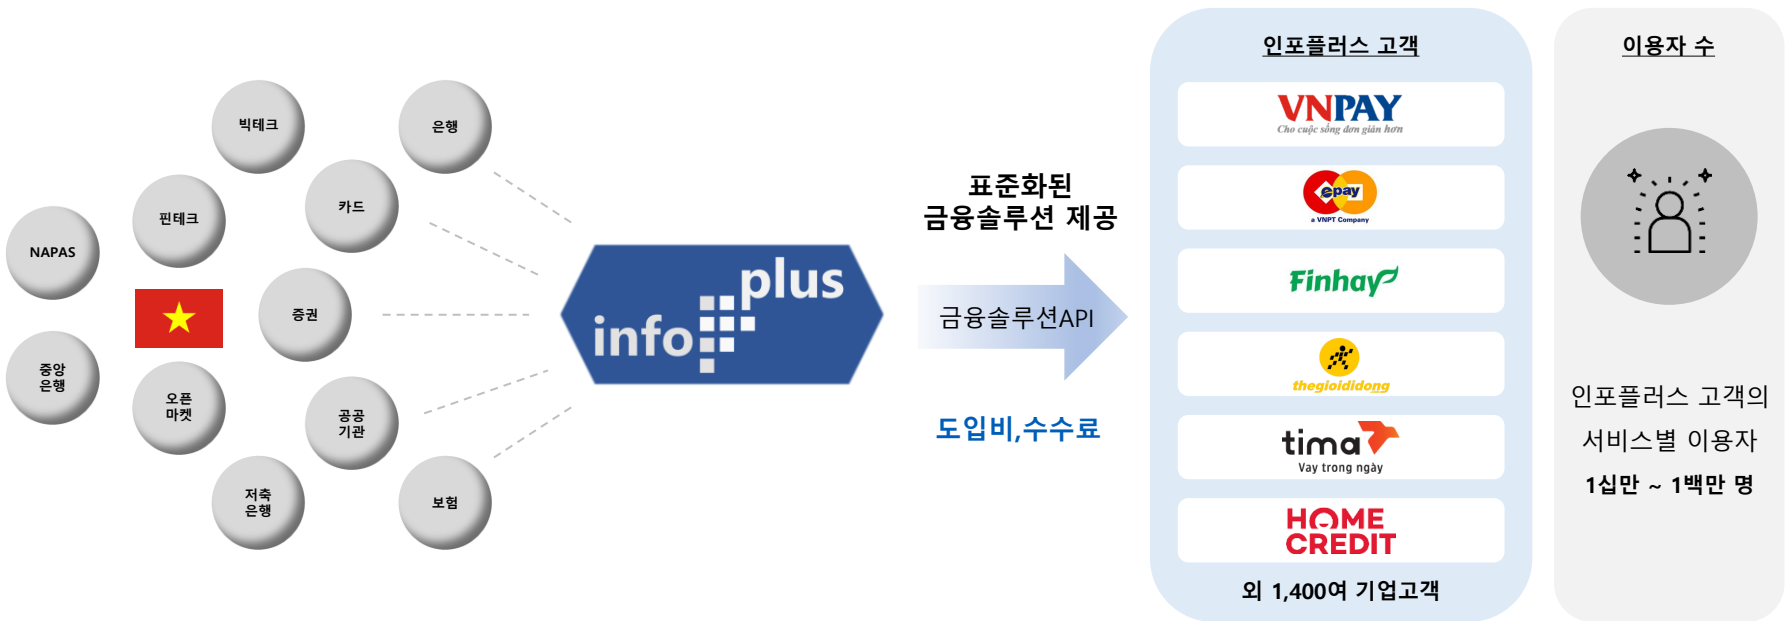 빅테크
은행
핀테크
카드
NAPAS
증권
중앙
은행
오픈
마켓
공공
기관
저축
은행
보험
info plus
표준화된
금융솔루션 제공
금융솔루션API
도입비,수수료
인포플러스 고객
VNPAY
Cho cuộc sống đơn giản hơn
epay
a VNPT Company
Finhay
thegioididong
tima
Vay trong ngày
HOME
CREDIT
외 1,400여 기업고객
이용자 수
인포플러스 고객의
서비스별 이용자
1십만 ~ 1백만 명